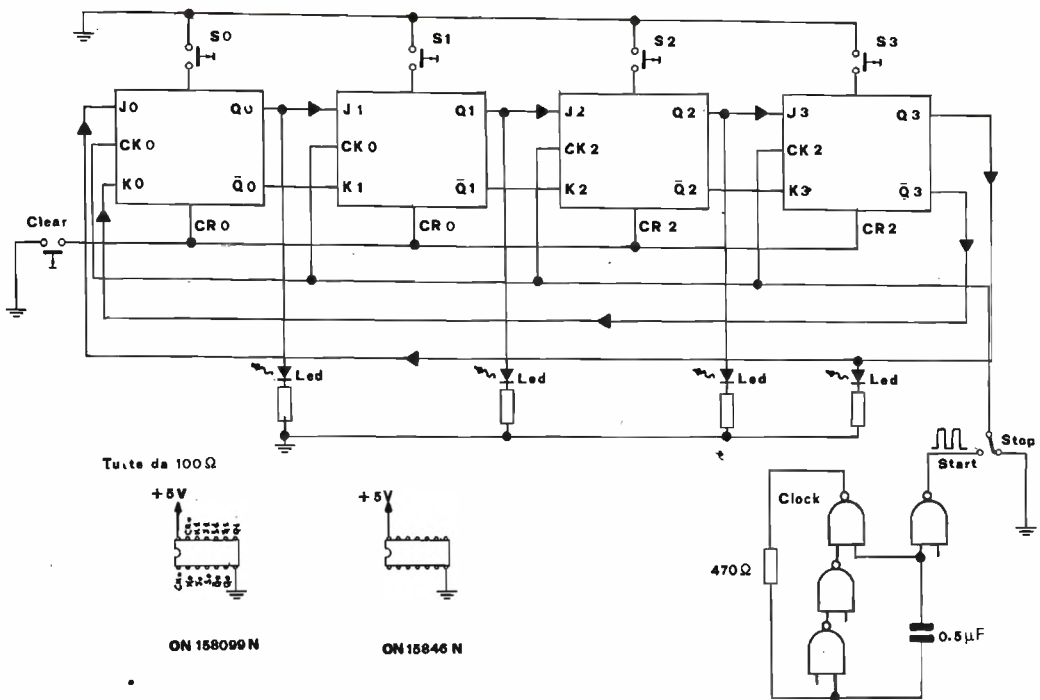 S0
S1
S2
S3
J0
Q0
J1
Q1
J2
Q2
J3
Q3
CK0
CK0
CK2
CK2
K0
Q̄0
K1
Q̄1
K2
Q̄2
K3
Q̄3
Clear
CR0
CR0
CR2
CR2
Led
Led
Led
Led
Stop
Start
Tutte da 100Ω
+5V
+5V
Clock
470Ω
0.5µF
ON 158099 N
ON 15846 N